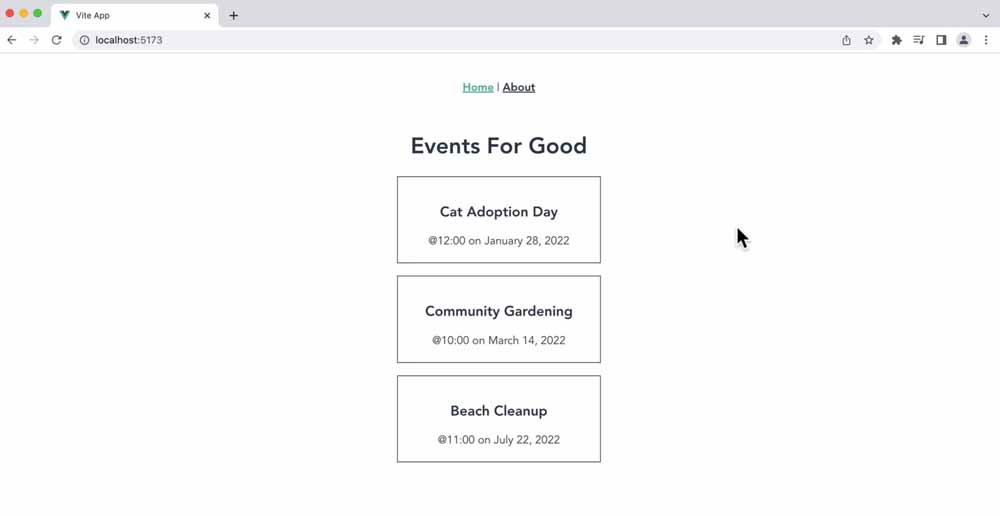 Vite App
localhost:5173
Home | About
Events For Good
Cat Adoption Day
@12:00 on January 28, 2022
Community Gardening
@10:00 on March 14, 2022
Beach Cleanup
@11:00 on July 22, 2022